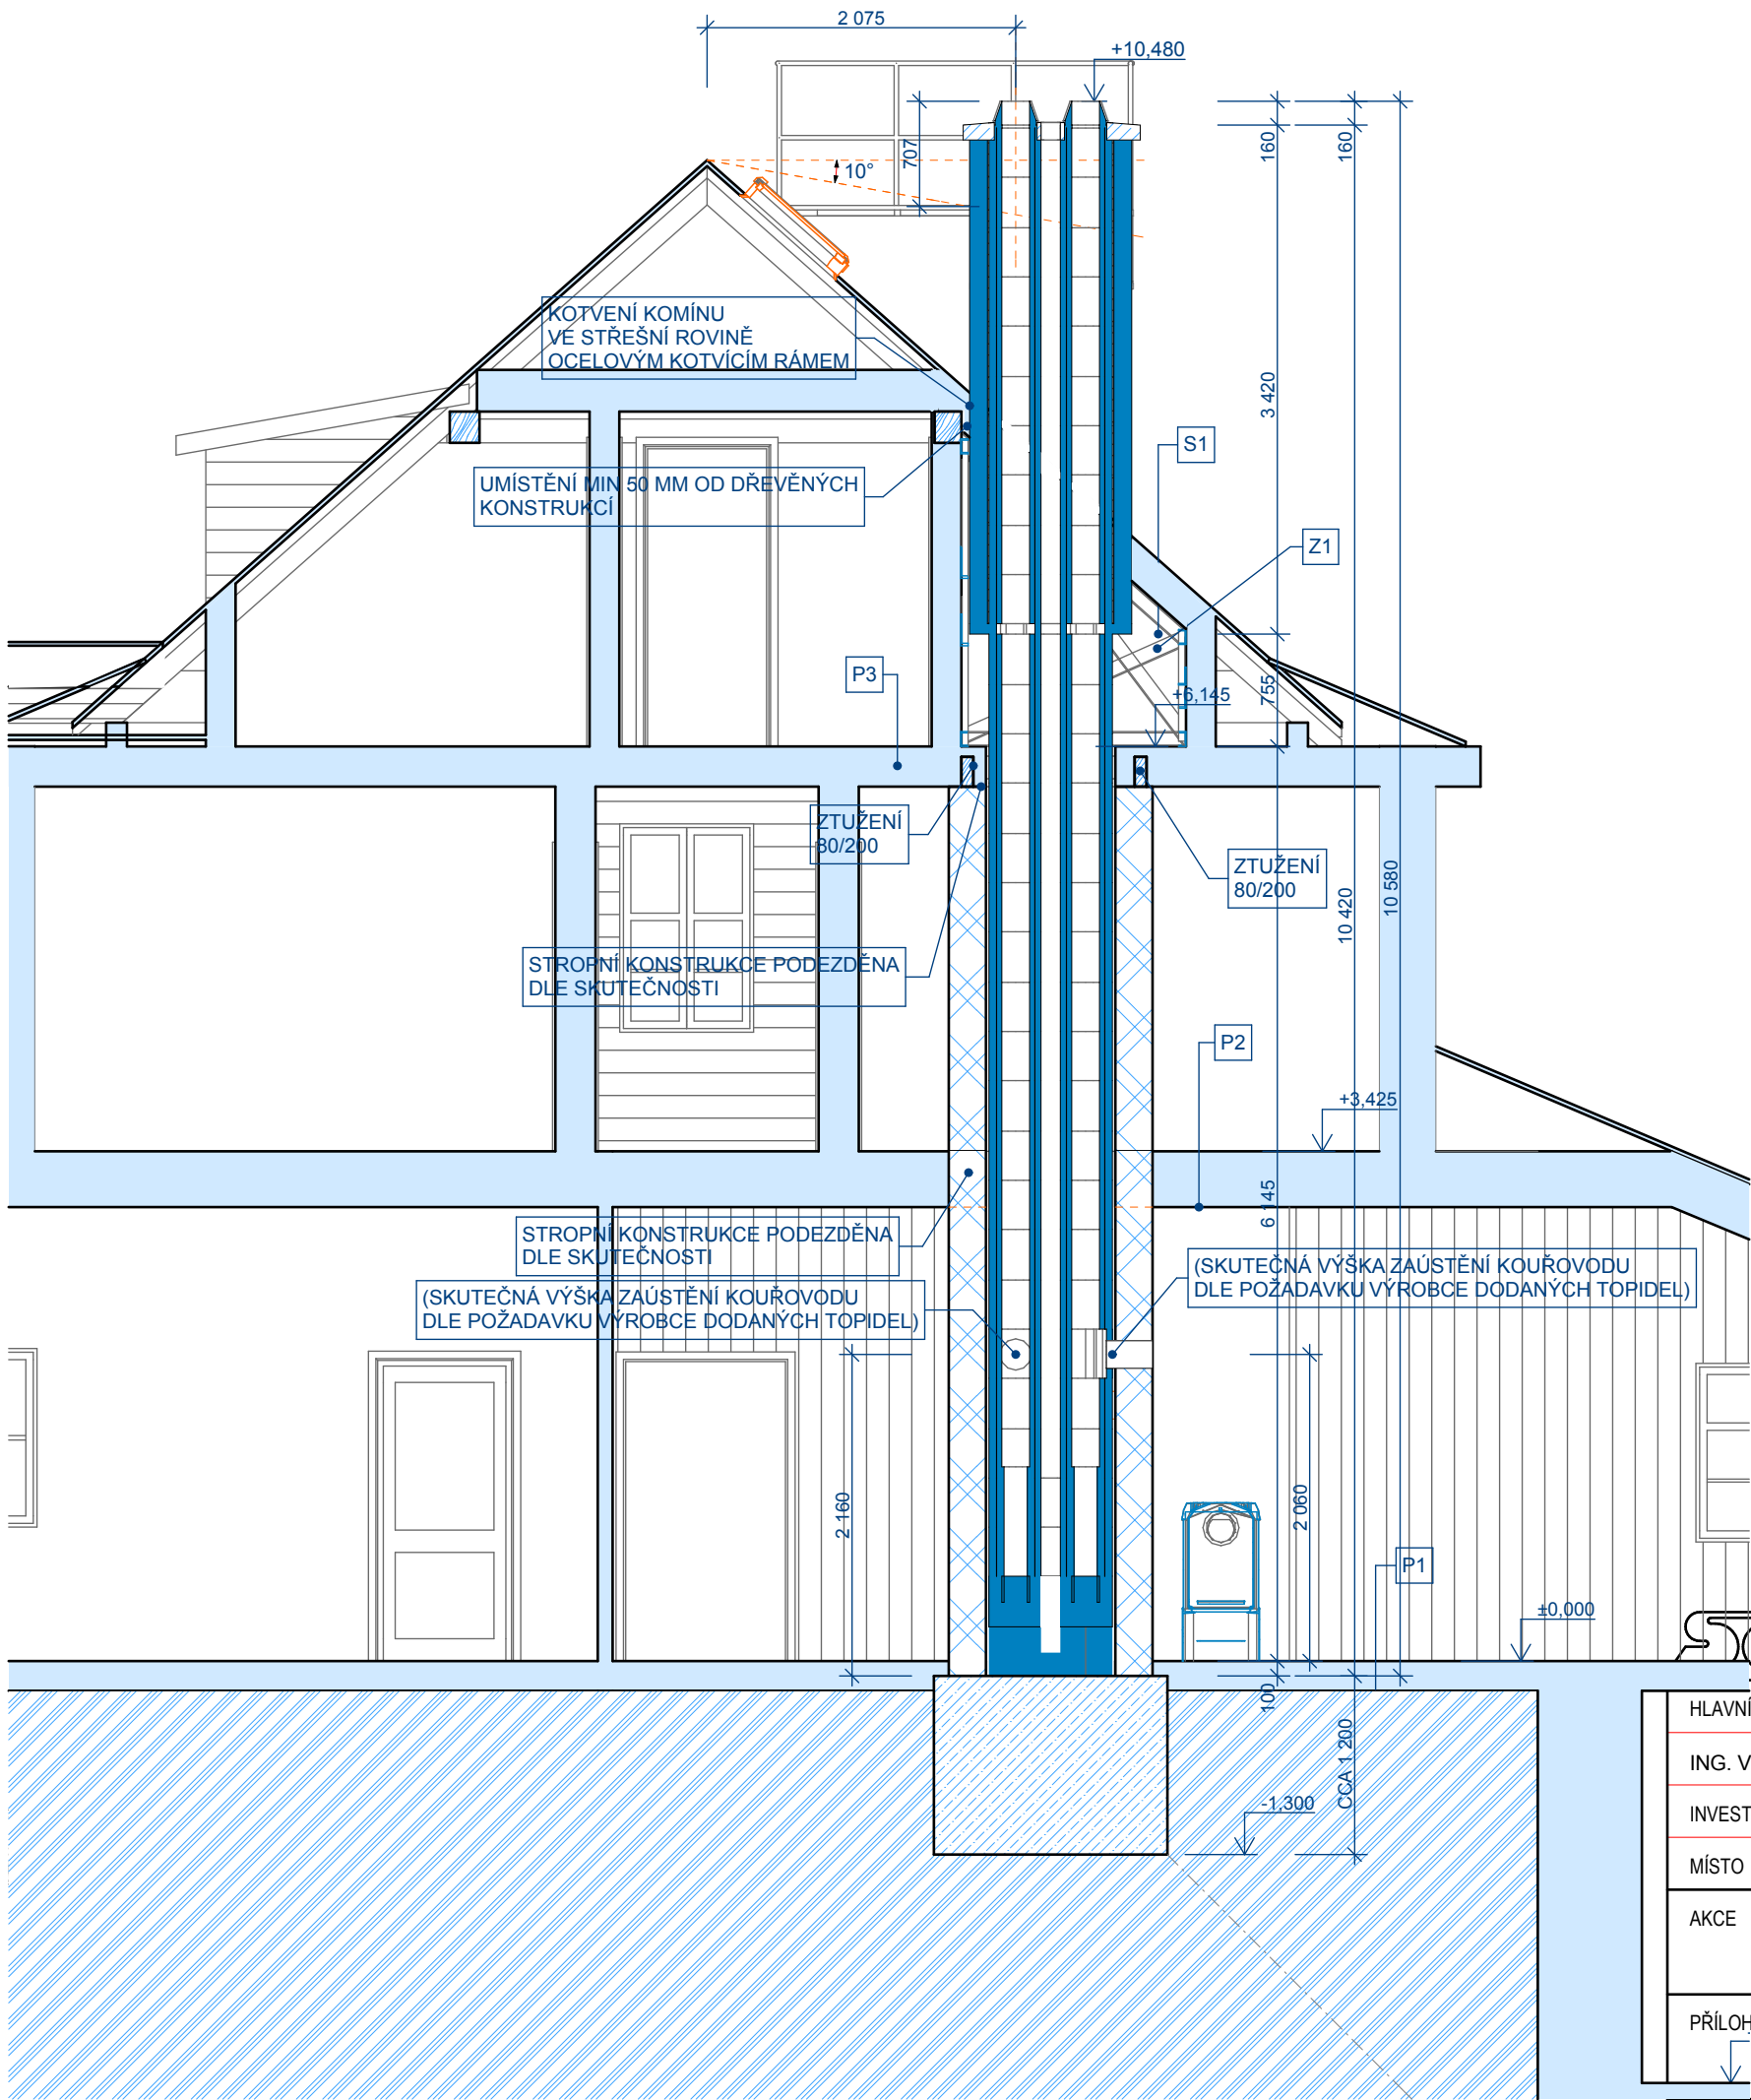 2 075
+10,480
707
160
160
10°
KOTVENÍ KOMÍNU
VE STŘEŠNÍ ROVINĚ
OCELOVÝM KOTVÍCÍM RÁMEM
3 420
S1
UMÍSTĚNÍ MIN 50 MM OD DŘEVĚNÝCH
KONSTRUKCÍ
Z1
P3
+6,145
755
ZTUŽENÍ
80/200
ZTUŽENÍ
80/200
10 420
10 580
STROPNÍ KONSTRUKCE PODEZDĚNA
DLE SKUTEČNOSTI
P2
+3,425
6 145
STROPNÍ KONSTRUKCE PODEZDĚNA
DLE SKUTEČNOSTI
(SKUTEČNÁ VÝŠKA ZAÚSTĚNÍ KOUŘOVODU
DLE POŽADAVKU VÝROBCE DODANÝCH TOPIDEL)
(SKUTEČNÁ VÝŠKA ZAÚSTĚNÍ KOUŘOVODU
DLE POŽADAVKU VÝROBCE DODANÝCH TOPIDEL)
2 160
2 060
P1
±0,000
100
CCA 1 200
-1,300
HLAVNÍ
ING. V
INVEST
MÍSTO
AKCE
PŘÍLOH